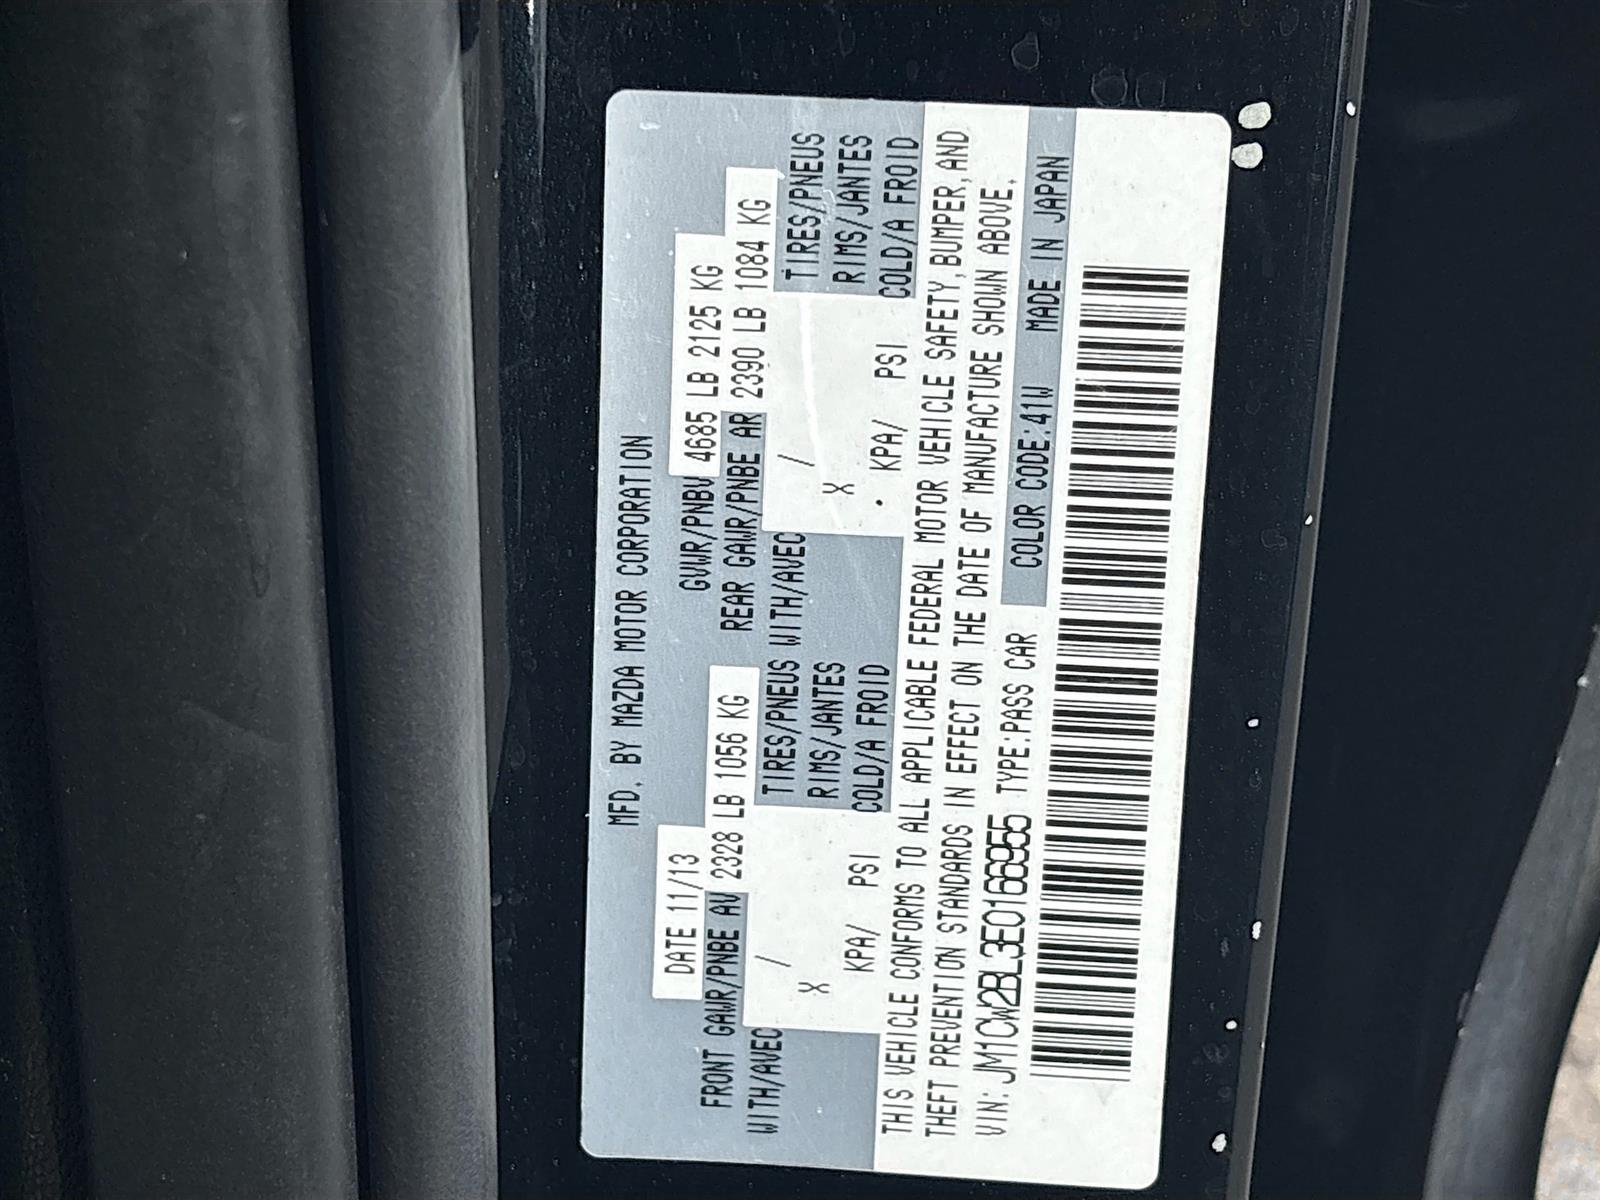 MFD. BY MAZDA MOTOR CORPORATION
DATE 11/13 GVWR/PNBV 4685 LB 2125 KG
FRONT GAWR/PNBE AV 2328 LB 1056 KG REAR GAWR/PNBE AR 2390 LB 1084 KG
WITH/AVEC / TIRES/PNEUS WITH/AVEC / TIRES/PNEUS
X RIMS/JANTES X RIMS/JANTES
KPA/ PSI COLD/A FROID . KPA/ PSI COLD/A FROID
THIS VEHICLE CONFORMS TO ALL APPLICABLE FEDERAL MOTOR VEHICLE SAFETY, BUMPER, AND
THEFT PREVENTION STANDARDS IN EFFECT ON THE DATE OF MANUFACTURE SHOWN ABOVE.
VIN: JM1CW2BL3E0166955 TYPE:PASS CAR COLOR CODE:41W MADE IN JAPAN